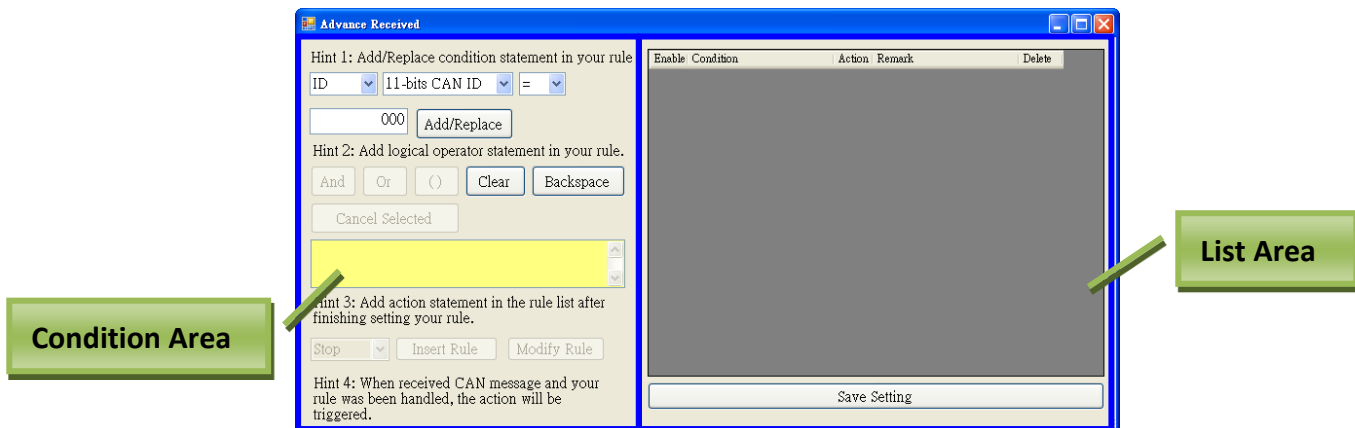 Advance Received
Hint 1: Add/Replace condition statement in your rule
ID 11-bits CAN ID =
000 Add/Replace
Hint 2: Add logical operator statement in your rule.
And Or () Clear Backspace
Cancel Selected
Hint 3: Add action statement in the rule list after
finishing setting your rule.
Stop Insert Rule Modify Rule
Hint 4: When received CAN message and your
rule was been handled, the action will be
triggered.
Enable Condition Action Remark Delete
Save Setting
Condition Area
List Area